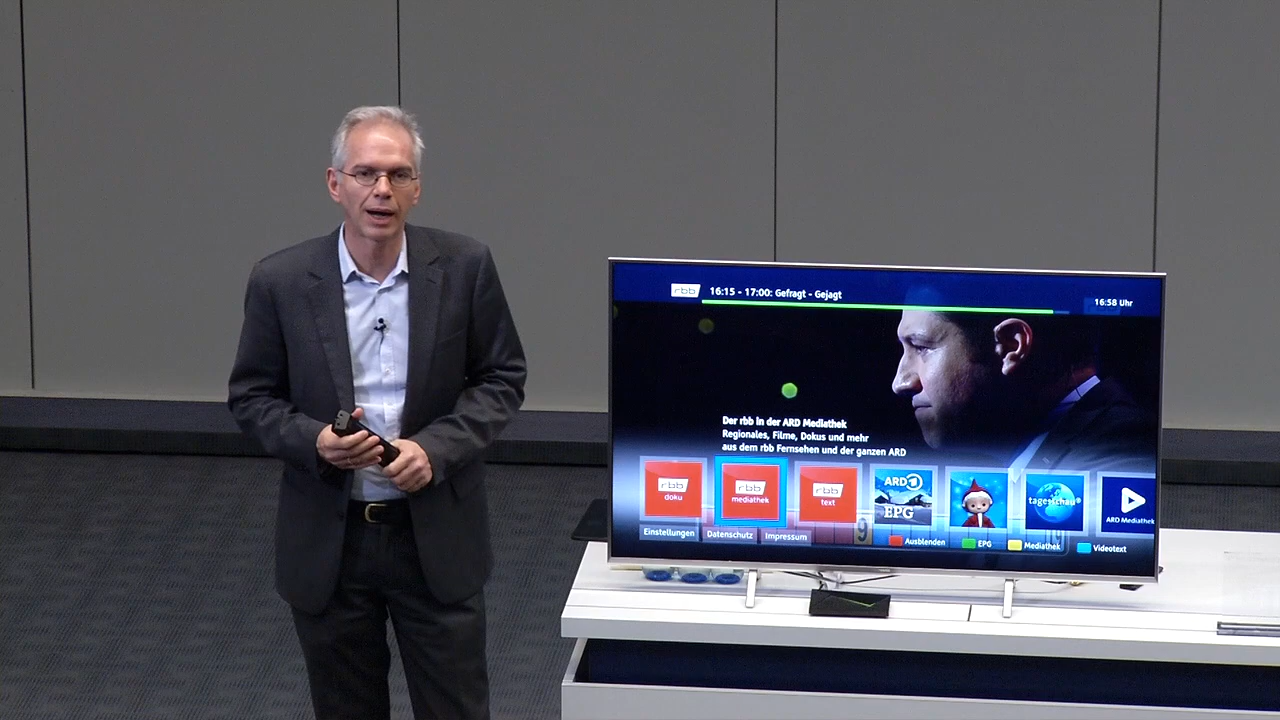 rbb
16:15 - 17:00: Gefragt - Gejagt
16:58 Uhr
Der rbb in der ARD Mediathek
Regionales, Filme, Dokus und mehr
aus dem rbb Fernsehen und der ganzen ARD
rbb
doku
rbb
mediathek
rbb
text
ARD 1
EPG
tagesschau
ARD Mediathek
9
Einstellungen
Datenschutz
Impressum
Ausblenden
EPG
Mediathek
Videotext